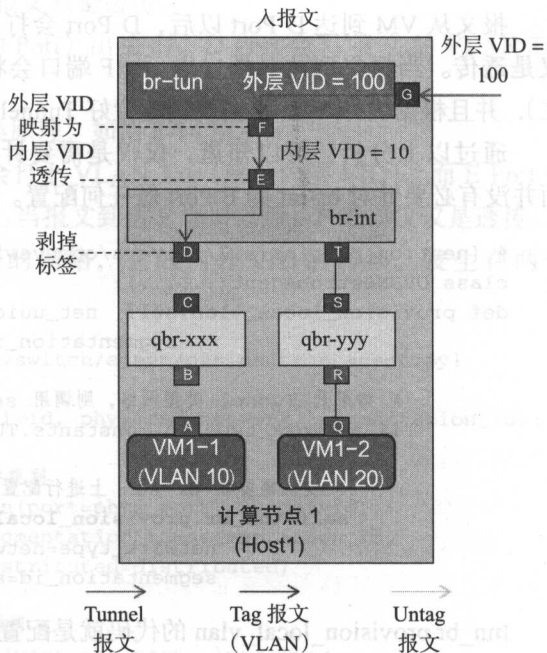 入报文
外层 VID =
100
br-tun 外层 VID = 100
G
外层 VID
映射为
内层 VID
透传
F
内层 VID = 10
E
br-int
剥掉
标签
D
T
C
S
qbr-xxx
qbr-yyy
B
R
A
Q
VM1-1
(VLAN 10)
VM1-2
(VLAN 20)
计算节点 1
(Host1)
Tunnel
报文
Tag 报文
(VLAN)
Untag
报文